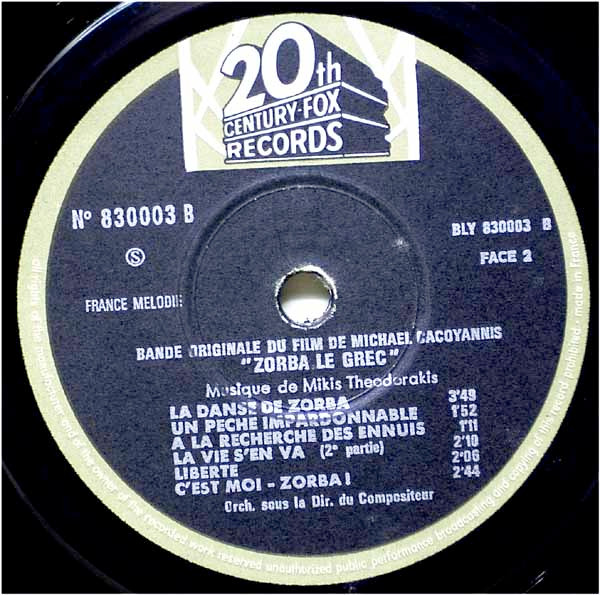 20th
CENTURY-FOX
RECORDS
N° 830003 B
BLY 830003 B
S
FACE 2
FRANCE MELODIE
BANDE ORIGINALE DU FILM DE MICHAEL CACOYANNIS
"ZORBA LE GREC"
Musique de Mikis Theodorakis
LA DANSE DE ZORBA 3'49
UN PECHE IMPARDONNABLE 1'52
A LA RECHERCHE DES ENNUIS 1'11
LA VIE S'EN VA (2e partie) 2'10
LIBERTE 2'06
C'EST MOI - ZORBA! 2'44
Orch. sous la Dir. du Compositeur
all rights of the manufacturer and of the owner of the recorded work reserved unauthorized public performance broadcasting and copying of this record prohibited - made in france